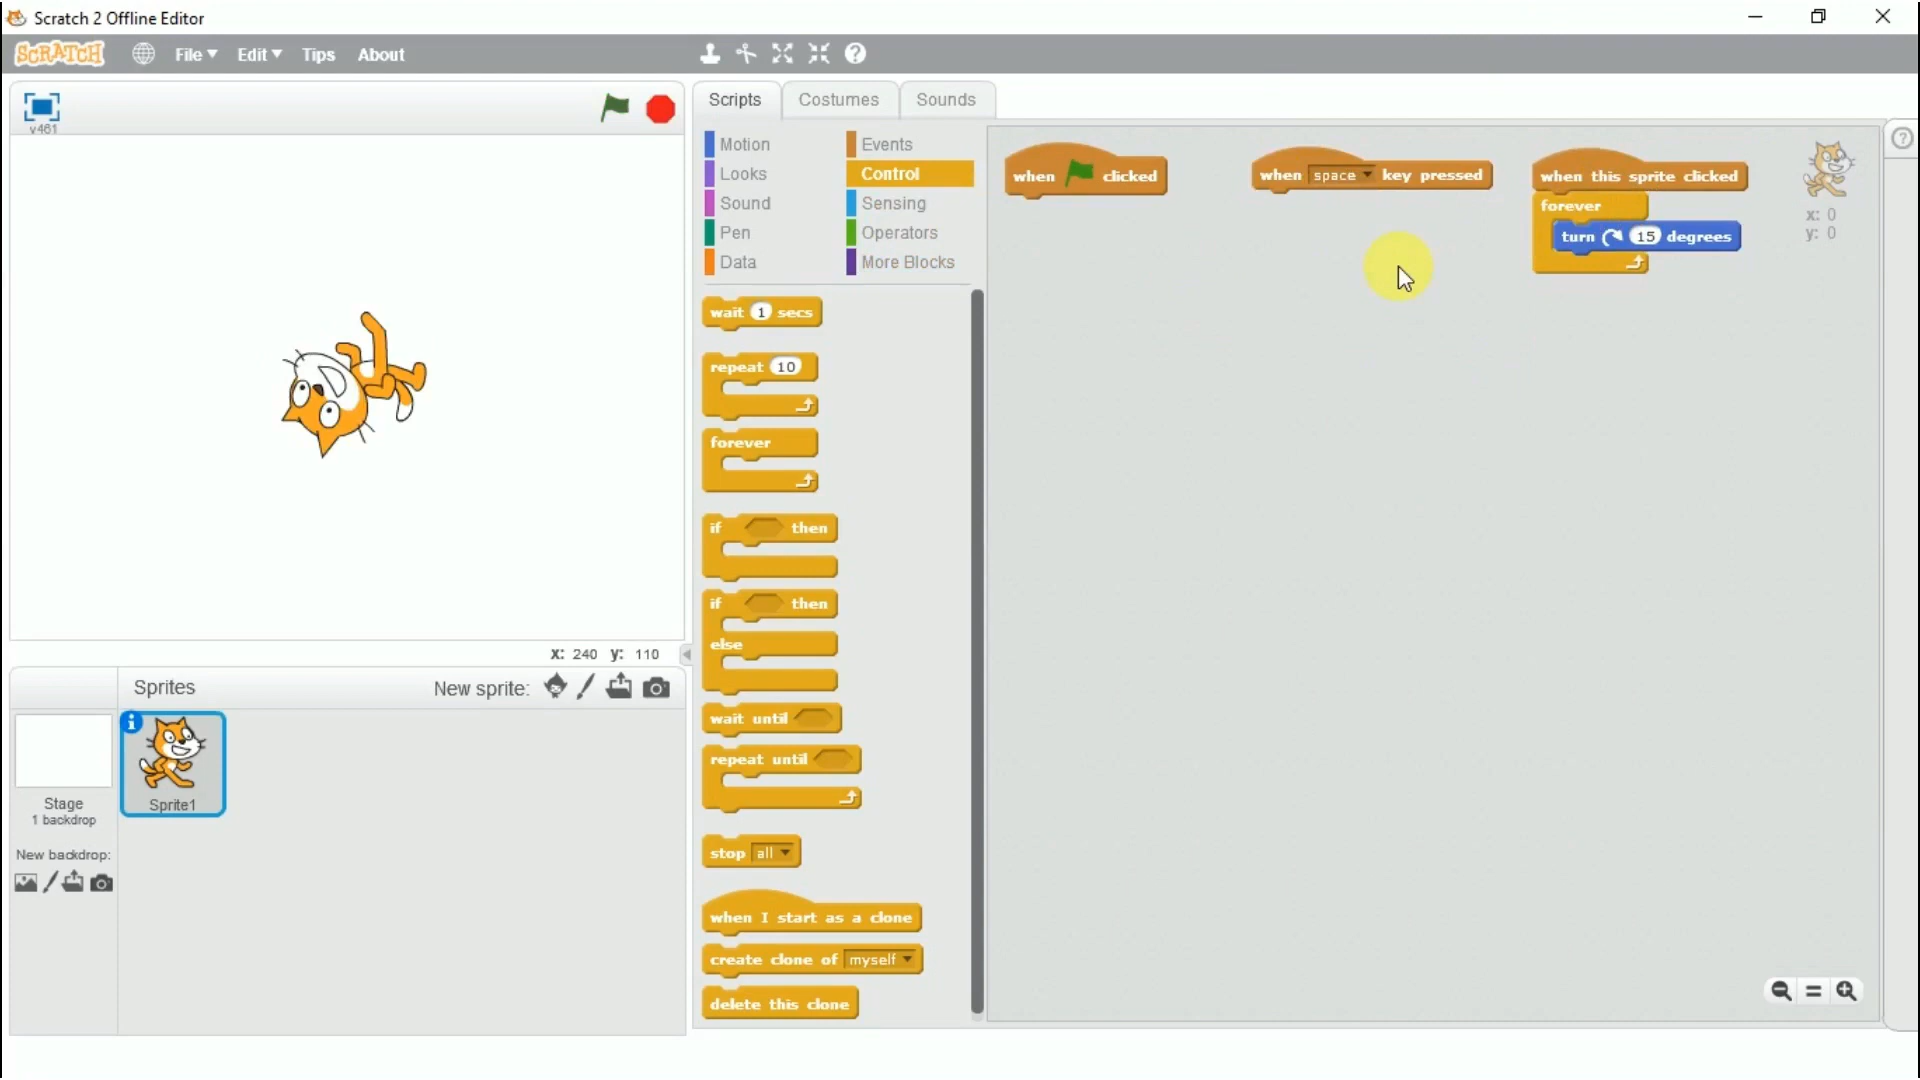 Scratch 2 Offline Editor
SCRATCH
File Edit Tips About
v461
Scripts Costumes Sounds
Motion
Looks
Sound
Pen
Data
Events
Control
Sensing
Operators
More Blocks
wait 1 secs
repeat 10
forever
if then
if then
else
wait until
repeat until
stop all
when I start as a clone
create clone of myself
delete this clone
when clicked
when space key pressed
when this sprite clicked
forever
turn 15 degrees
x: 0
y: 0
?
x: 240 y: 110
Sprites
New sprite:
Sprite1
Stage
1 backdrop
New backdrop: